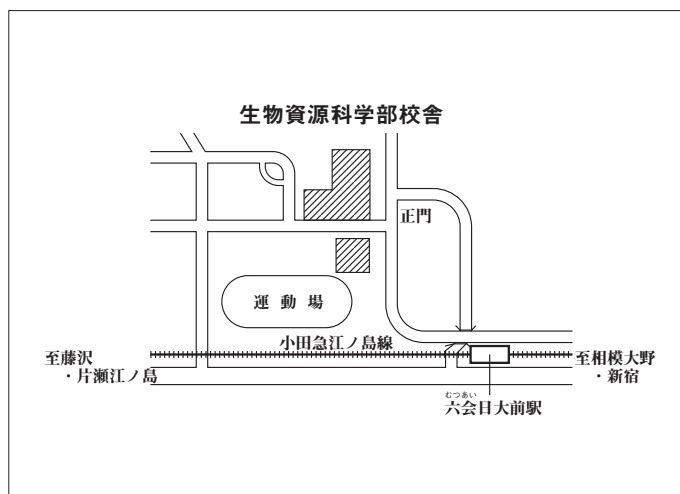 生物資源科学部校舎
正門
運動場
小田急江ノ島線
至藤沢
・片瀬江ノ島
至相模大野
・新宿
むつあい
六会日大前駅